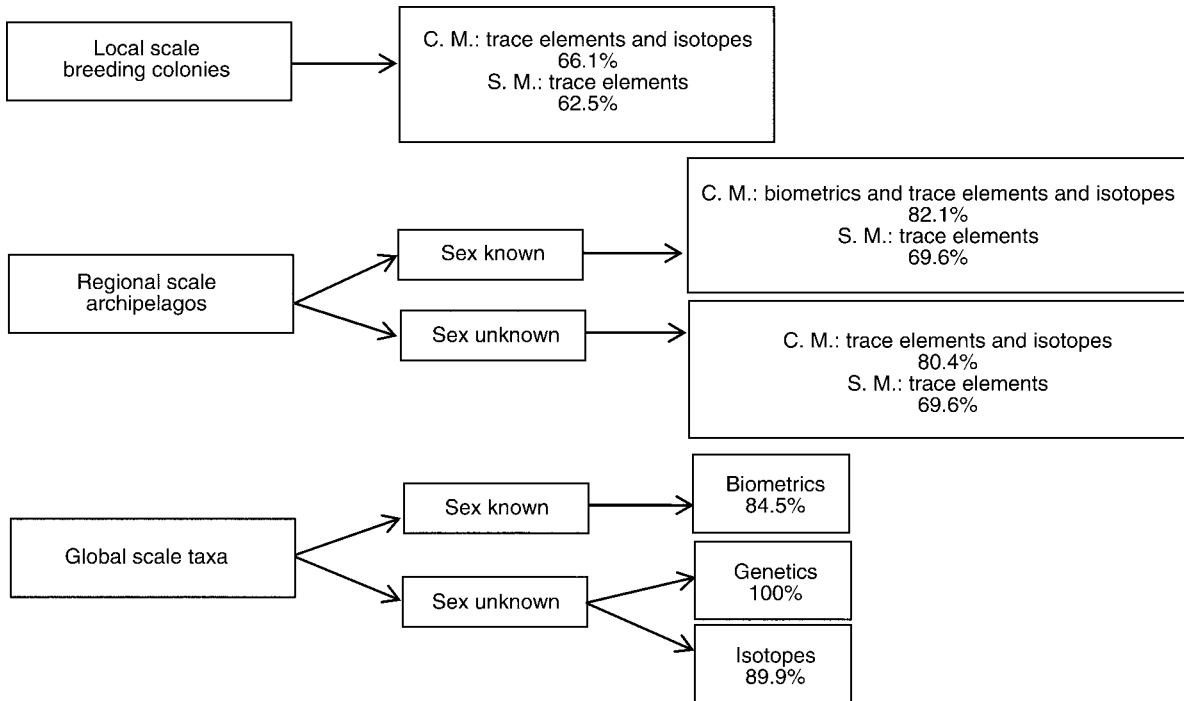 Local scale
breeding colonies
C. M.: trace elements and isotopes
66.1%
S. M.: trace elements
62.5%
Regional scale
archipelagos
Sex known
C. M.: biometrics and trace elements and isotopes
82.1%
S. M.: trace elements
69.6%
Sex unknown
C. M.: trace elements and isotopes
80.4%
S. M.: trace elements
69.6%
Global scale taxa
Sex known
Biometrics
84.5%
Sex unknown
Genetics
100%
Isotopes
89.9%